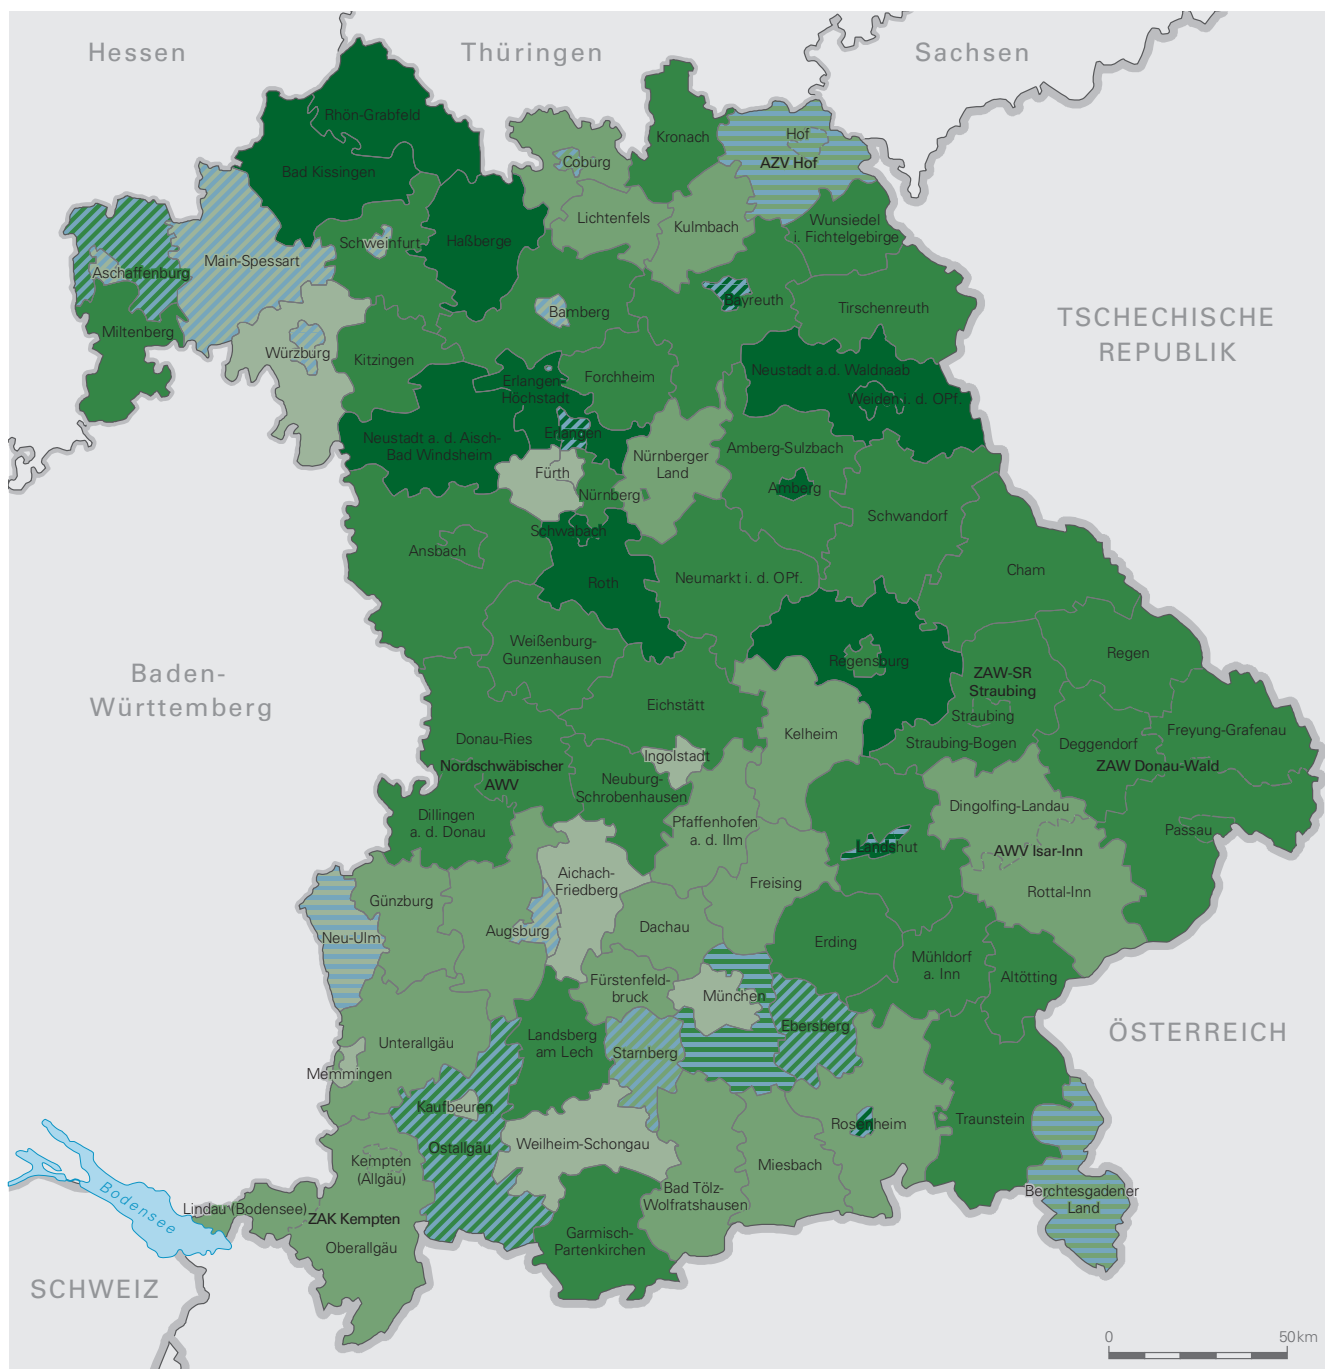 Hessen
Thüringen
Sachsen
Rhön-Grabfeld
Kronach
Hof
Coburg
AZV Hof
Bad Kissingen
Lichtenfels
Wunsiedel
i. Fichtelgebirge
Kulmbach
Schweinfurt
Haßberge
Main-Spessart
Aschaffenburg
Bayreuth
Tirschenreuth
Bamberg
TSCHECHISCHE
REPUBLIK
Miltenberg
Würzburg
Kitzingen
Forchheim
Neustadt a.d. Waldnaab
Erlangen-
Höchstadt
Weiden i. d. OPf.
Erlangen
Neustadt a. d. Aisch-
Bad Windsheim
Nürnberger
Land
Amberg-Sulzbach
Fürth
Amberg
Nürnberg
Schwandorf
Schwabach
Ansbach
Roth
Neumarkt i. d. OPf.
Cham
Weißenburg-
Gunzenhausen
Regensburg
Regen
ZAW-SR
Straubing
Baden-
Württemberg
Eichstätt
Straubing
Kelheim
Freyung-Grafenau
Donau-Ries
Straubing-Bogen
Deggendorf
Ingolstadt
Nordschwäbischer
AWV
ZAW Donau-Wald
Neuburg-
Schrobenhausen
Dingolfing-Landau
Dillingen
a. d. Donau
Pfaffenhofen
a. d. Ilm
Passau
Landshut
AWV Isar-Inn
Aichach-
Friedberg
Freising
Rottal-Inn
Günzburg
Augsburg
Dachau
Neu-Ulm
Erding
Mühldorf
a. Inn
Altötting
Fürstenfeld-
bruck
München
Ebersberg
ÖSTERREICH
Unterallgäu
Landsberg
am Lech
Starnberg
Memmingen
Kaufbeuren
Rosenheim
Traunstein
Ostallgäu
Weilheim-Schongau
Kempten
(Allgäu)
Miesbach
Bad Tölz-
Wolfratshausen
Berchtesgadener
Land
Bodensee
Lindau (Bodensee)
ZAK Kempten
Garmisch-
Partenkirchen
Oberallgäu
SCHWEIZ
0 50 km